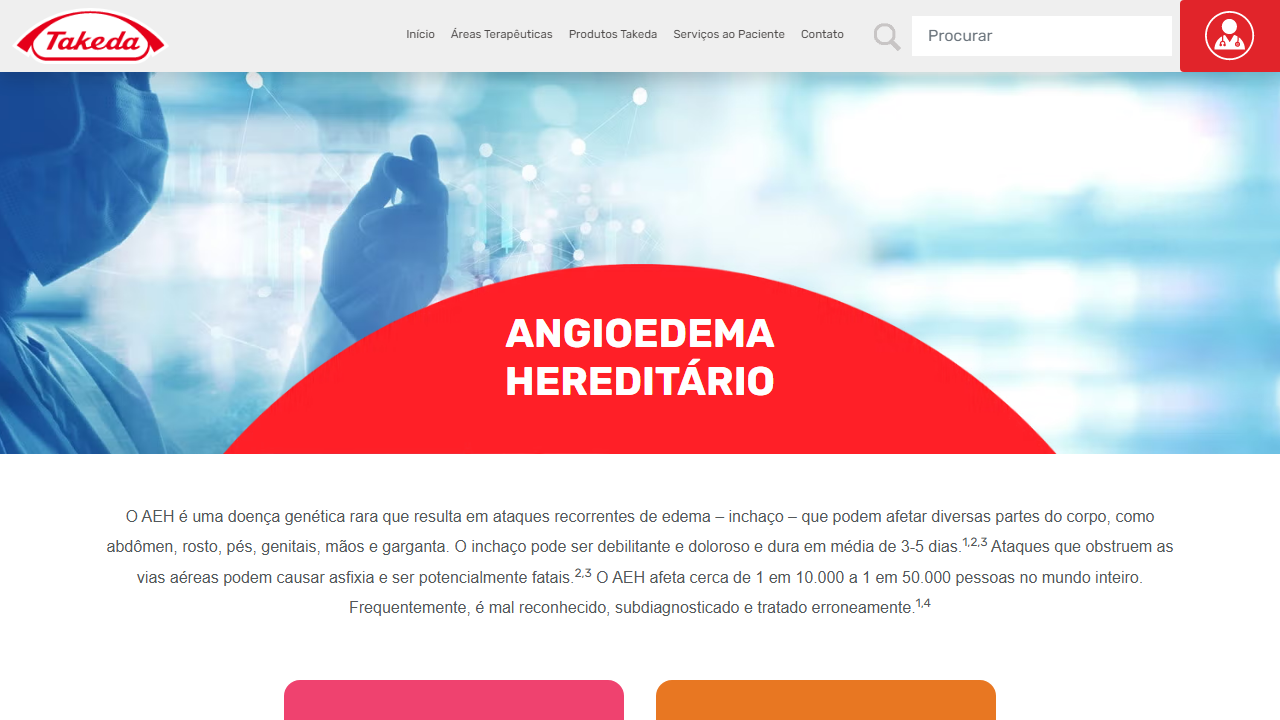 Takeda
Início Áreas Terapêuticas Produtos Takeda Serviços ao Paciente Contato Procurar
ANGIOEDEMA
HEREDITÁRIO
O AEH é uma doença genética rara que resulta em ataques recorrentes de edema – inchaço – que podem afetar diversas partes do corpo, como
abdômen, rosto, pés, genitais, mãos e garganta. O inchaço pode ser debilitante e doloroso e dura em média de 3-5 dias.1,2,3 Ataques que obstruem as
vias aéreas podem causar asfixia e ser potencialmente fatais.2,3 O AEH afeta cerca de 1 em 10.000 a 1 em 50.000 pessoas no mundo inteiro.
Frequentemente, é mal reconhecido, subdiagnosticado e tratado erroneamente.1,4